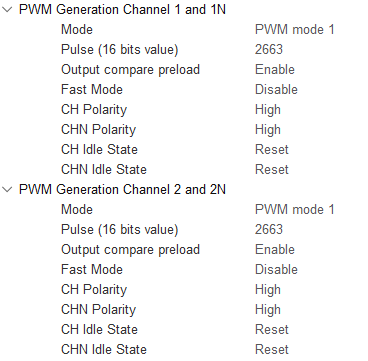 PWM Generation Channel 1 and 1N
Mode PWM mode 1
Pulse (16 bits value) 2663
Output compare preload Enable
Fast Mode Disable
CH Polarity High
CHN Polarity High
CH Idle State Reset
CHN Idle State Reset
PWM Generation Channel 2 and 2N
Mode PWM mode 1
Pulse (16 bits value) 2663
Output compare preload Enable
Fast Mode Disable
CH Polarity High
CHN Polarity High
CH Idle State Reset
CHN Idle State Reset